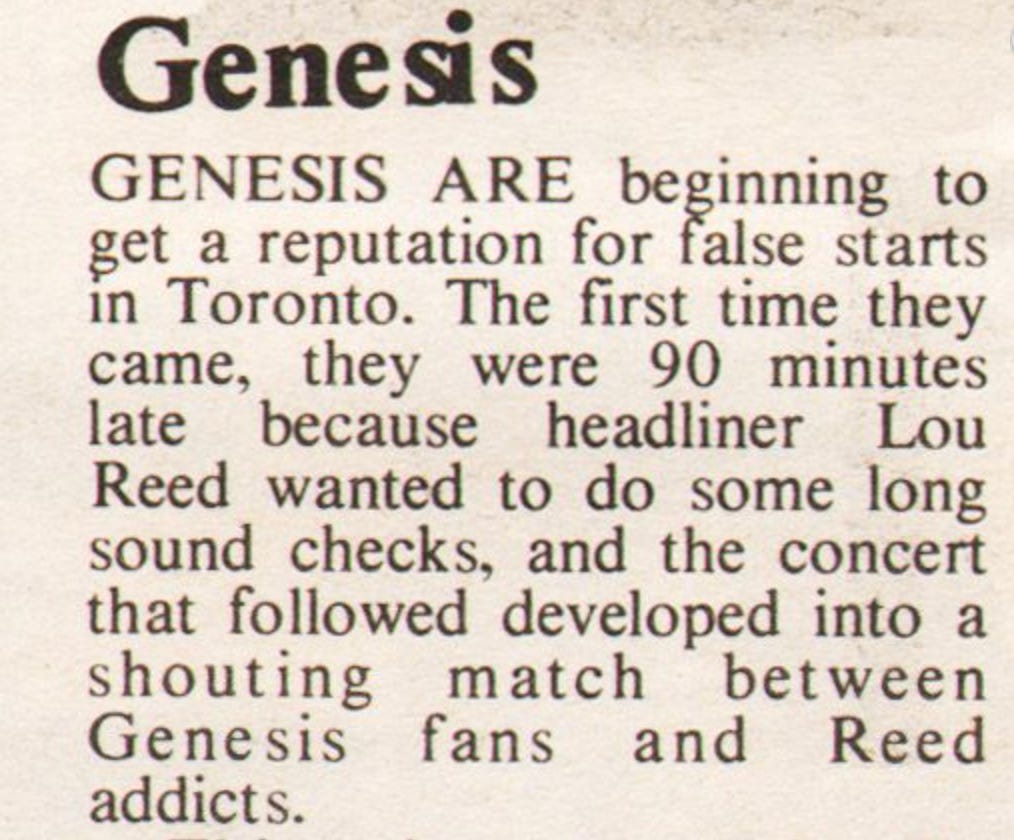 Genesis
GENESIS ARE beginning to
get a reputation for false starts
in Toronto. The first time they
came, they were 90 minutes
late because headliner Lou
Reed wanted to do some long
sound checks, and the concert
that followed developed into a
shouting match between
Genesis fans and Reed
addicts.